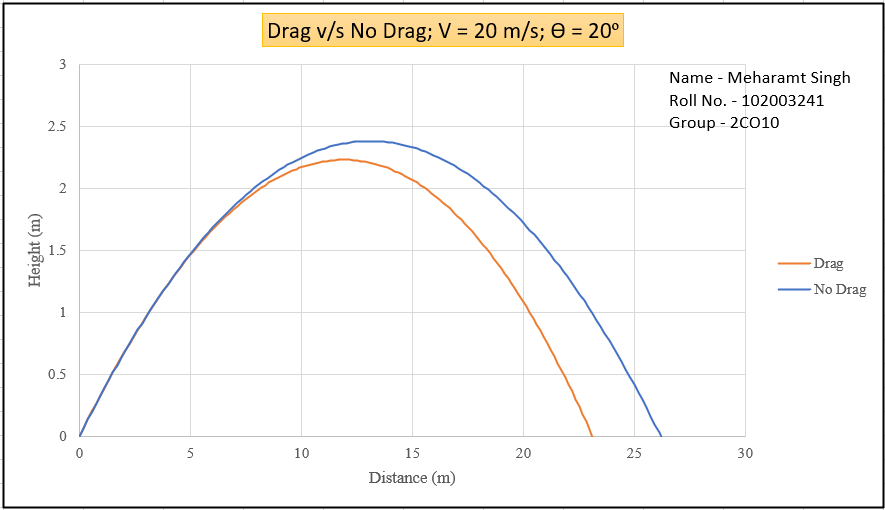 Drag v/s No Drag; V = 20 m/s; Ɵ = 20º
Name - Meharamt Singh
Roll No. - 102003241
Group - 2CO10
3
2.5
2
1.5
1
0.5
0
Height (m)
0 5 10 15 20 25 30
Distance (m)
Drag
No Drag